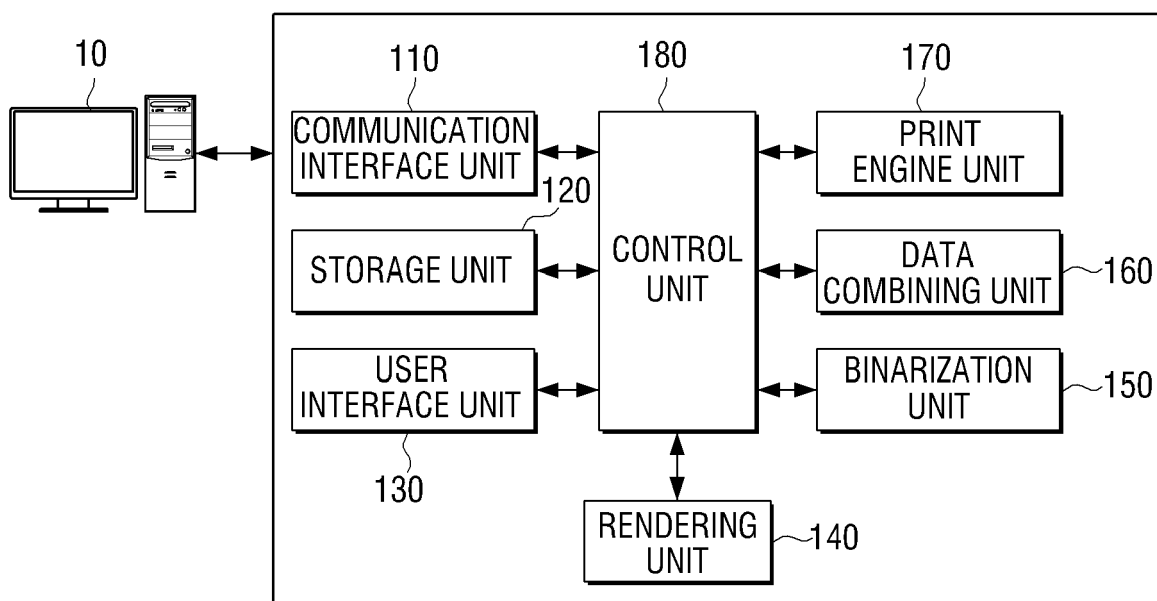 10
110
180
170
COMMUNICATION
INTERFACE UNIT
PRINT
ENGINE UNIT
120
STORAGE UNIT
CONTROL
UNIT
DATA
COMBINING UNIT
160
USER
INTERFACE UNIT
BINARIZATION
UNIT
150
130
RENDERING
UNIT
140